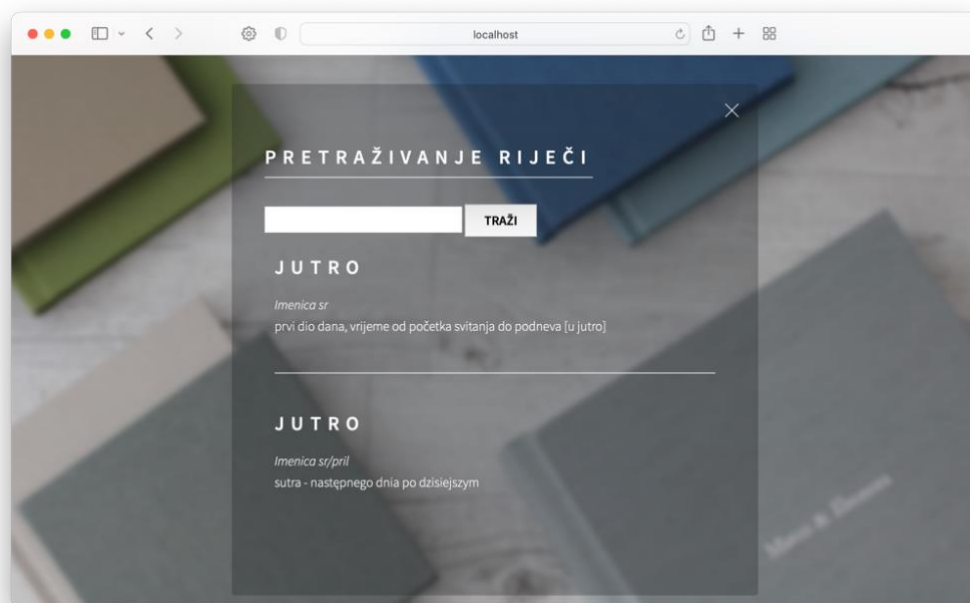 localhost
PRETRAŽIVANJE RIJEČI
TRAŽI
JUTRO
Imenica sr
prvi dio dana, vrijeme od početka svitanja do podneva [u jutro]
JUTRO
Imenica sr/pril
sutra - następnego dnia po dzisiejszym